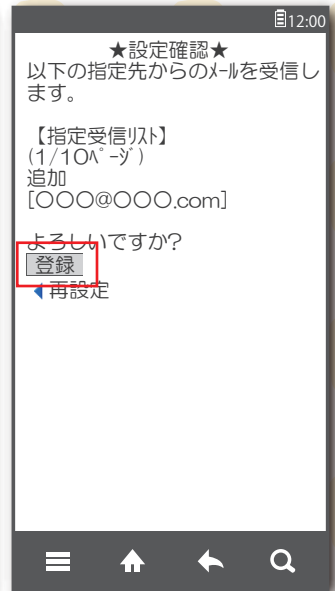 12:00
★設定確認★
以下の指定先からのﾒｰﾙを受信し
ます。
【指定受信ﾘｽﾄ】
(1/10ﾍﾟｰｼﾞ)
追加
[〇〇〇@〇〇〇.com]
よろしいですか?
登録
再設定